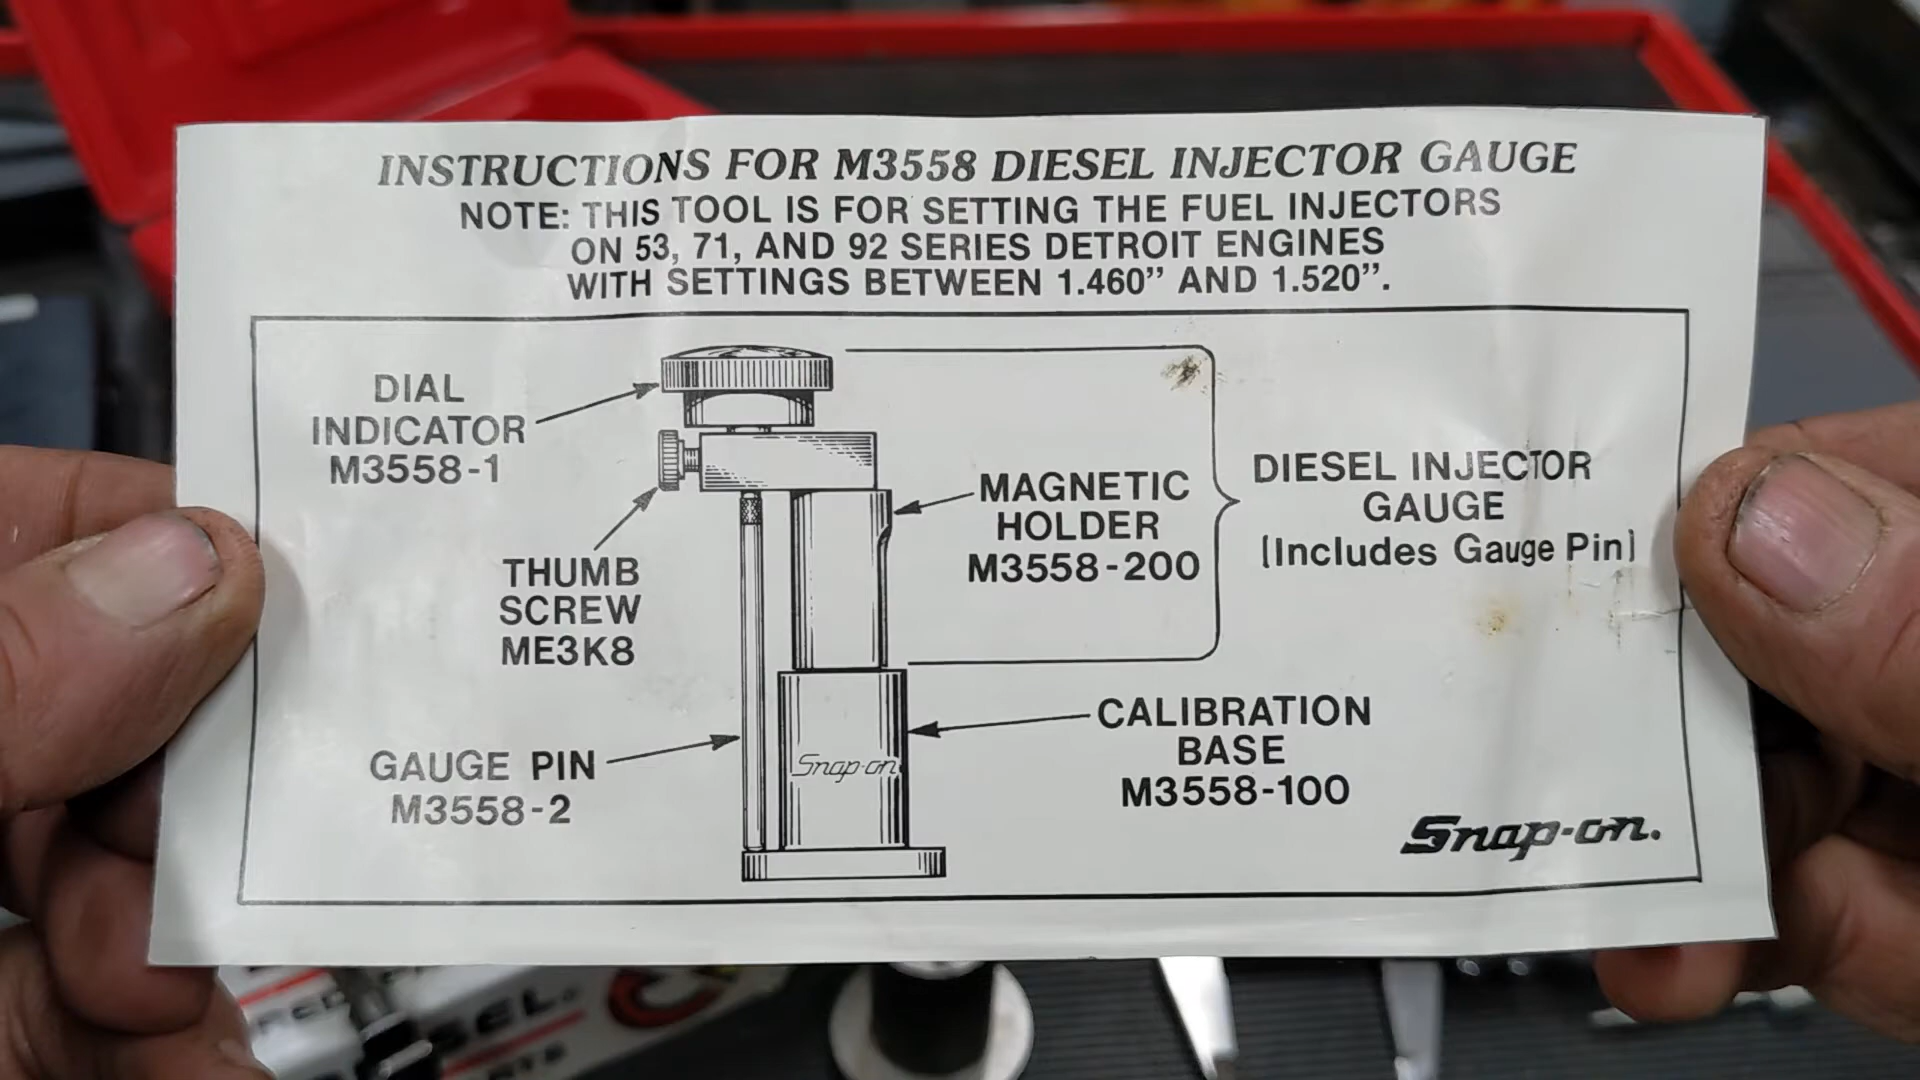 INSTRUCTIONS FOR M3558 DIESEL INJECTOR GAUGE
NOTE: THIS TOOL IS FOR SETTING THE FUEL INJECTORS
ON 53, 71, AND 92 SERIES DETROIT ENGINES
WITH SETTINGS BETWEEN 1.460” AND 1.520”.
DIAL
INDICATOR
M3558-1
THUMB
SCREW
ME3K8
GAUGE PIN
M3558-2
MAGNETIC
HOLDER
M3558-200
DIESEL INJECTOR
GAUGE
(Includes Gauge Pin)
CALIBRATION
BASE
M3558-100
Snap-on
Snap-on.